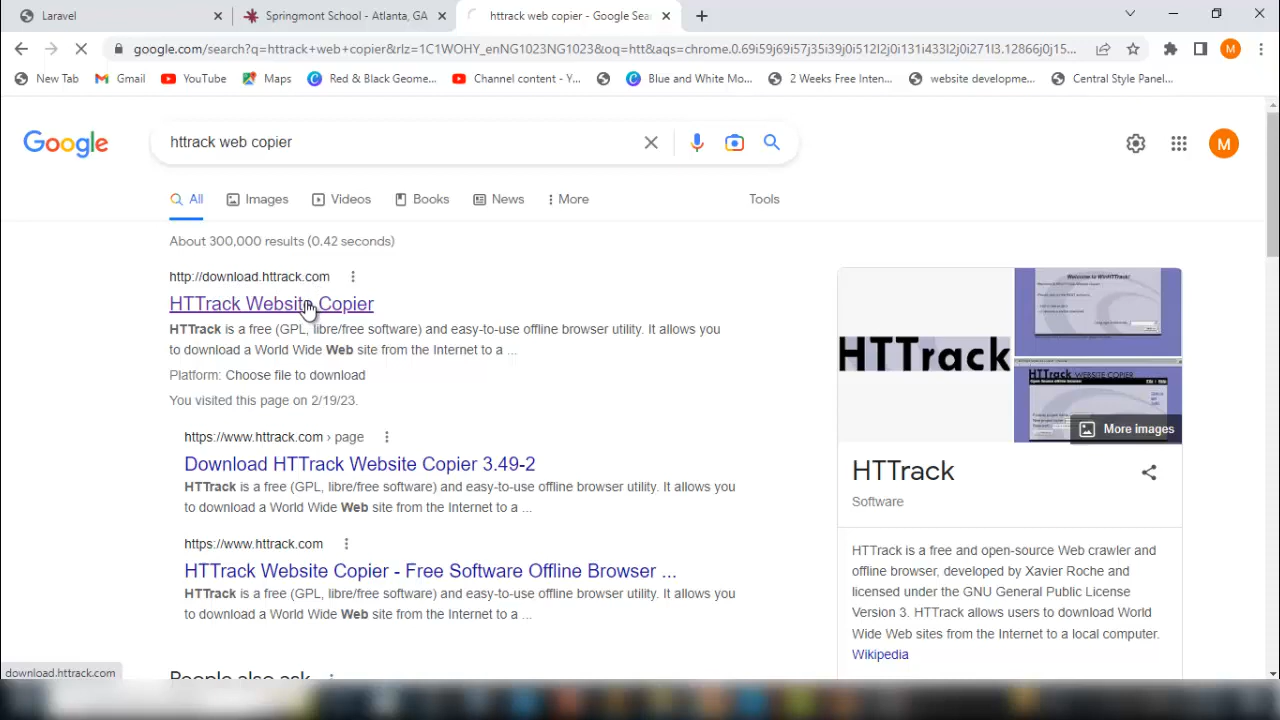 Laravel
Springmont School - Atlanta, GA
httrack web copier - Google Sea
google.com/search?q=httrack+web+copier&rlz=1C1WOHY_enNG1023NG1023&oq=htt&aqs=chrome.0.69i59j69i57j35i39j0i512l2j0i131i433l2j0i271l3.12866j0j15...
M
New Tab
Gmail
YouTube
Maps
Red & Black Geome...
Channel content - Y...
Blue and White Mo...
2 Weeks Free Inten...
website developme...
Central Style Panel...
Google
httrack web copier
M
All
Images
Videos
Books
News
More
Tools
About 300,000 results (0.42 seconds)
http://download.httrack.com
HTTrack Website Copier
HTTrack is a free (GPL, libre/free software) and easy-to-use offline browser utility. It allows you
to download a World Wide Web site from the Internet to a ...
Platform: Choose file to download
You visited this page on 2/19/23.
https://www.httrack.com › page
Download HTTrack Website Copier 3.49-2
HTTrack is a free (GPL, libre/free software) and easy-to-use offline browser utility. It allows you
to download a World Wide Web site from the Internet to a ...
https://www.httrack.com
HTTrack Website Copier - Free Software Offline Browser ...
HTTrack is a free (GPL, libre/free software) and easy-to-use offline browser utility. It allows you
to download a World Wide Web site from the Internet to a ...
People also ask
HTTrack
Welcome to WinHTTrack!
HTTrack WEBSITE COPIER
More images
HTTrack
Software
HTTrack is a free and open-source Web crawler and
offline browser, developed by Xavier Roche and
licensed under the GNU General Public License
Version 3. HTTrack allows users to download World
Wide Web sites from the Internet to a local computer.
Wikipedia
download.httrack.com